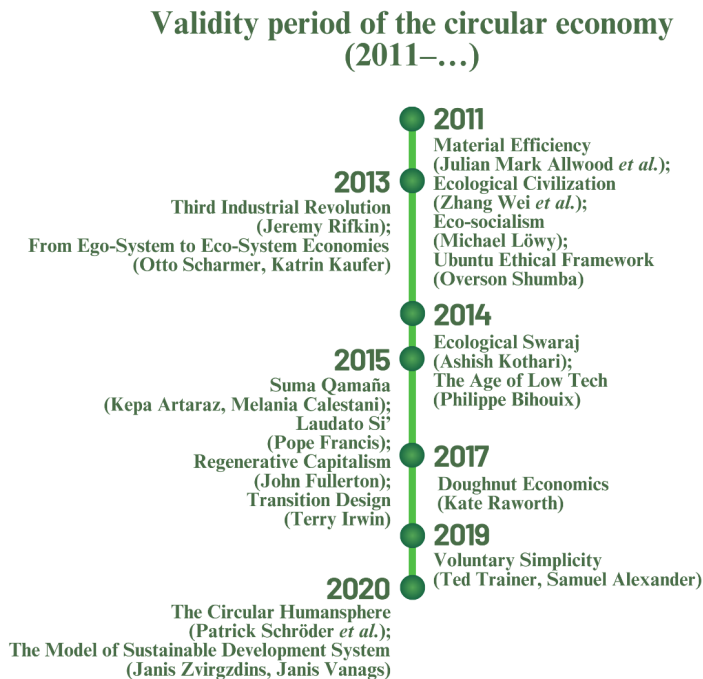 Validity period of the circular economy
(2011–…)
2011
Material Efficiency
(Julian Mark Allwood et al.);
Ecological Civilization
(Zhang Wei et al.);
Eco-socialism
(Michael Löwy);
Ubuntu Ethical Framework
(Overson Shumba)
2013
Third Industrial Revolution
(Jeremy Rifkin);
From Ego-System to Eco-System Economies
(Otto Scharmer, Katrin Kaufer)
2014
Ecological Swaraj
(Ashish Kothari);
The Age of Low Tech
(Philippe Bihouix)
2015
Suma Qamaña
(Kepa Artaraz, Melania Calestani);
Laudato Si’
(Pope Francis);
Regenerative Capitalism
(John Fullerton);
Transition Design
(Terry Irwin)
2017
Doughnut Economics
(Kate Raworth)
2019
Voluntary Simplicity
(Ted Trainer, Samuel Alexander)
2020
The Circular Humansphere
(Patrick Schröder et al.);
The Model of Sustainable Development System
(Janis Zvirgzdins, Janis Vanags)